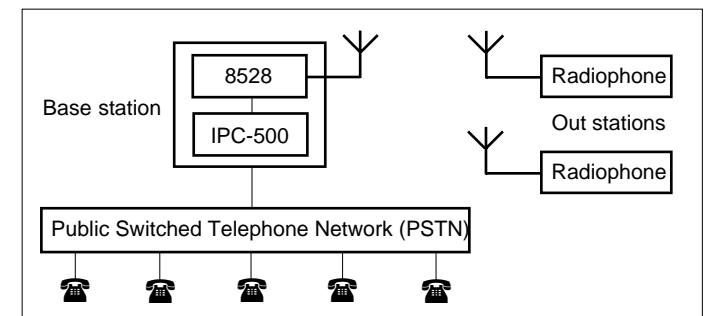 8528
Radiophone
Base station
Out stations
IPC-500
Radiophone
Public Switched Telephone Network (PSTN)